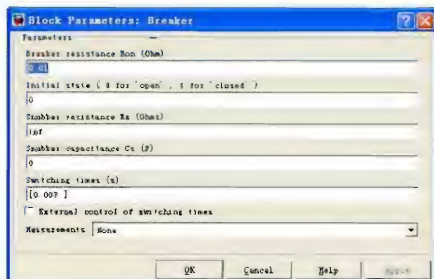 Block Parameters: Breaker
Parameters
Breaker resistance Ron (Ohm)
0.01
Initial state ( 0 for 'open' , 1 for 'closed' )
0
Snubber resistance Rs (Ohms)
inf
Snubber capacitance Cs (F)
0
Switching times (s)
External control of switching times
Measurements None
OK Cancel Help Apply